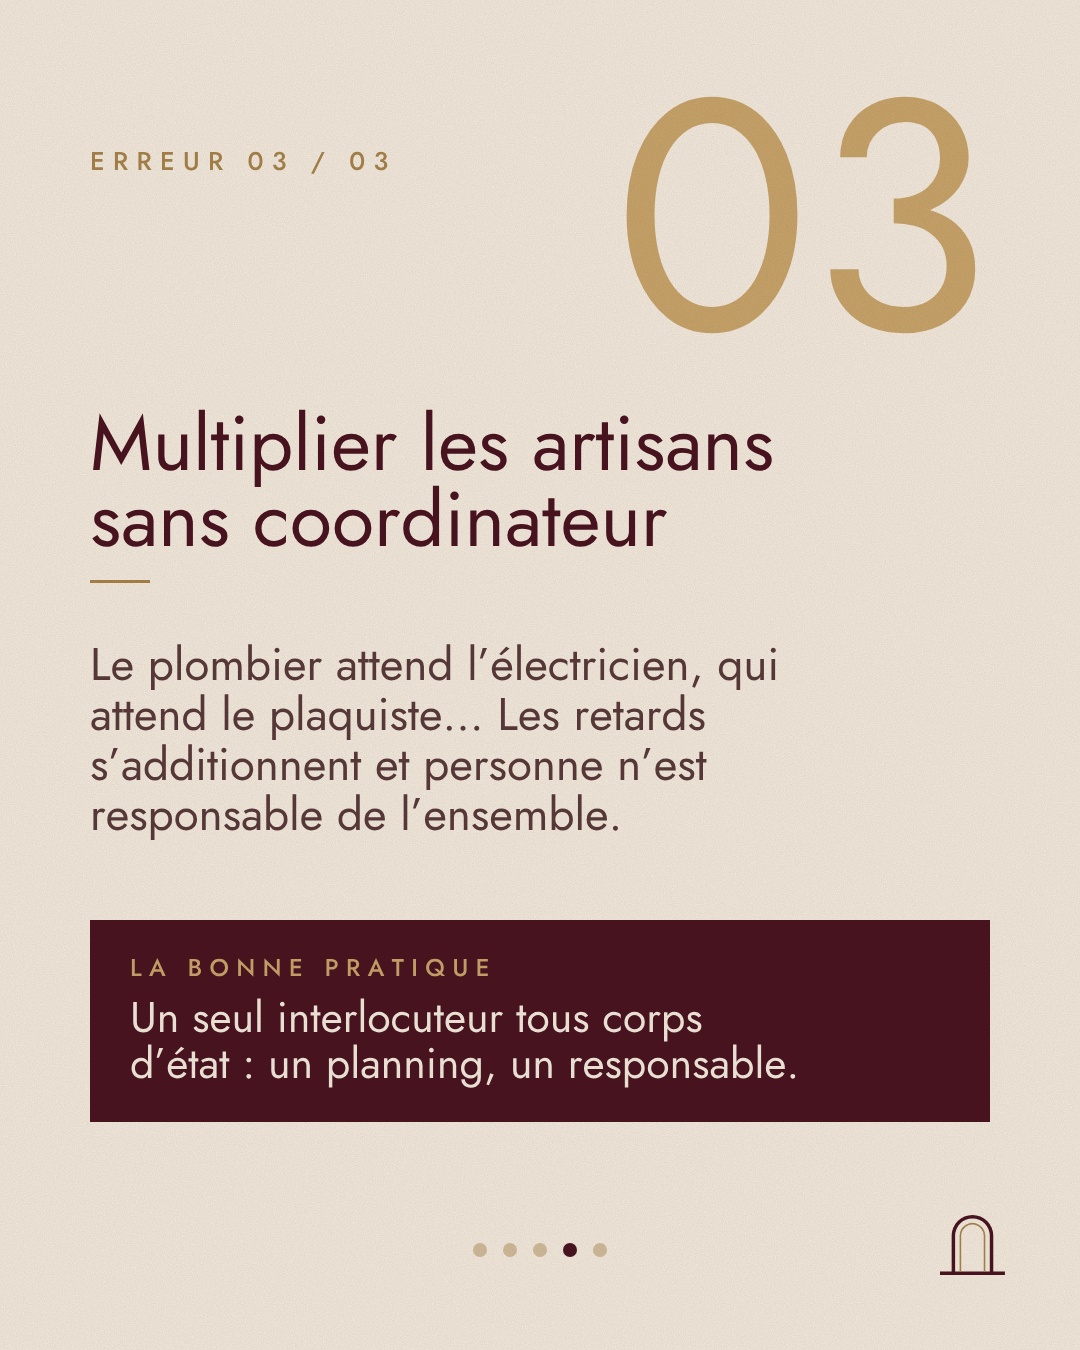 ERREUR 03 / 03
03
Multiplier les artisans
sans coordinateur
Le plombier attend l’électricien, qui
attend le plaquiste… Les retards
s’additionnent et personne n’est
responsable de l’ensemble.
LA BONNE PRATIQUE
Un seul interlocuteur tous corps
d’état : un planning, un responsable.